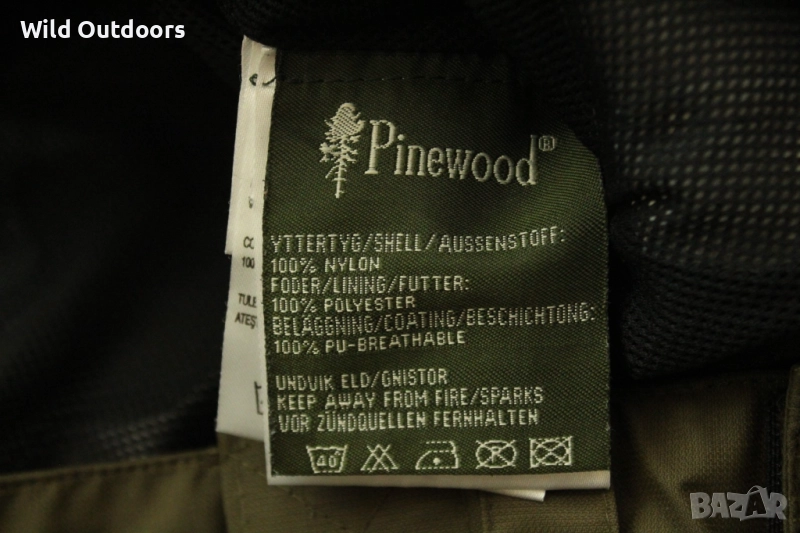 Wild Outdoors
Pinewood®
YTTERTYG/SHELL/AUSSENSTOFF:
100% NYLON
FODER/LINING/FUTTER:
100% POLYESTER
BELÄGGNING/COATING/BESCHICHTONG:
100% PU-BREATHABLE
UNDVIK ELD/GNISTOR
KEEP AWAY FROM FIRE/SPARKS
VOR ZÜNDQUELLEN FERNHALTEN
40
BAZAR